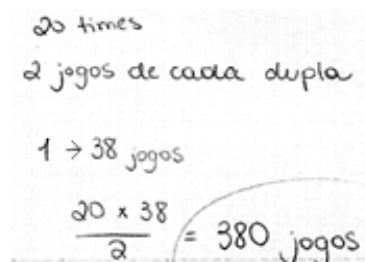 20 times
2 jogos de cada dupla
1 → 38 jogos
20 x 38
2
= 380 jogos